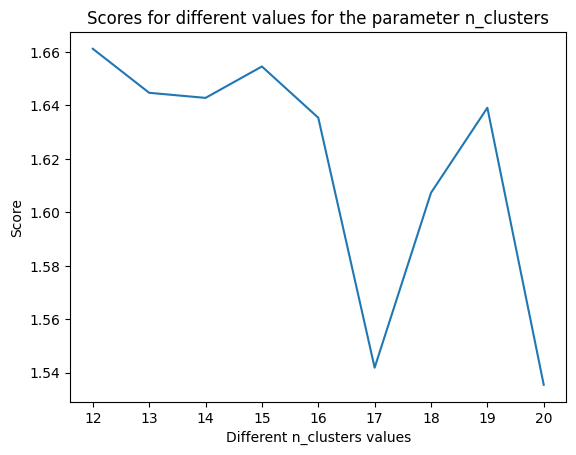 Scores for different values for the parameter n_clusters
1.66
1.64
1.62
1.60
1.58
1.56
1.54
Score
12 13 14 15 16 17 18 19 20
Different n_clusters values